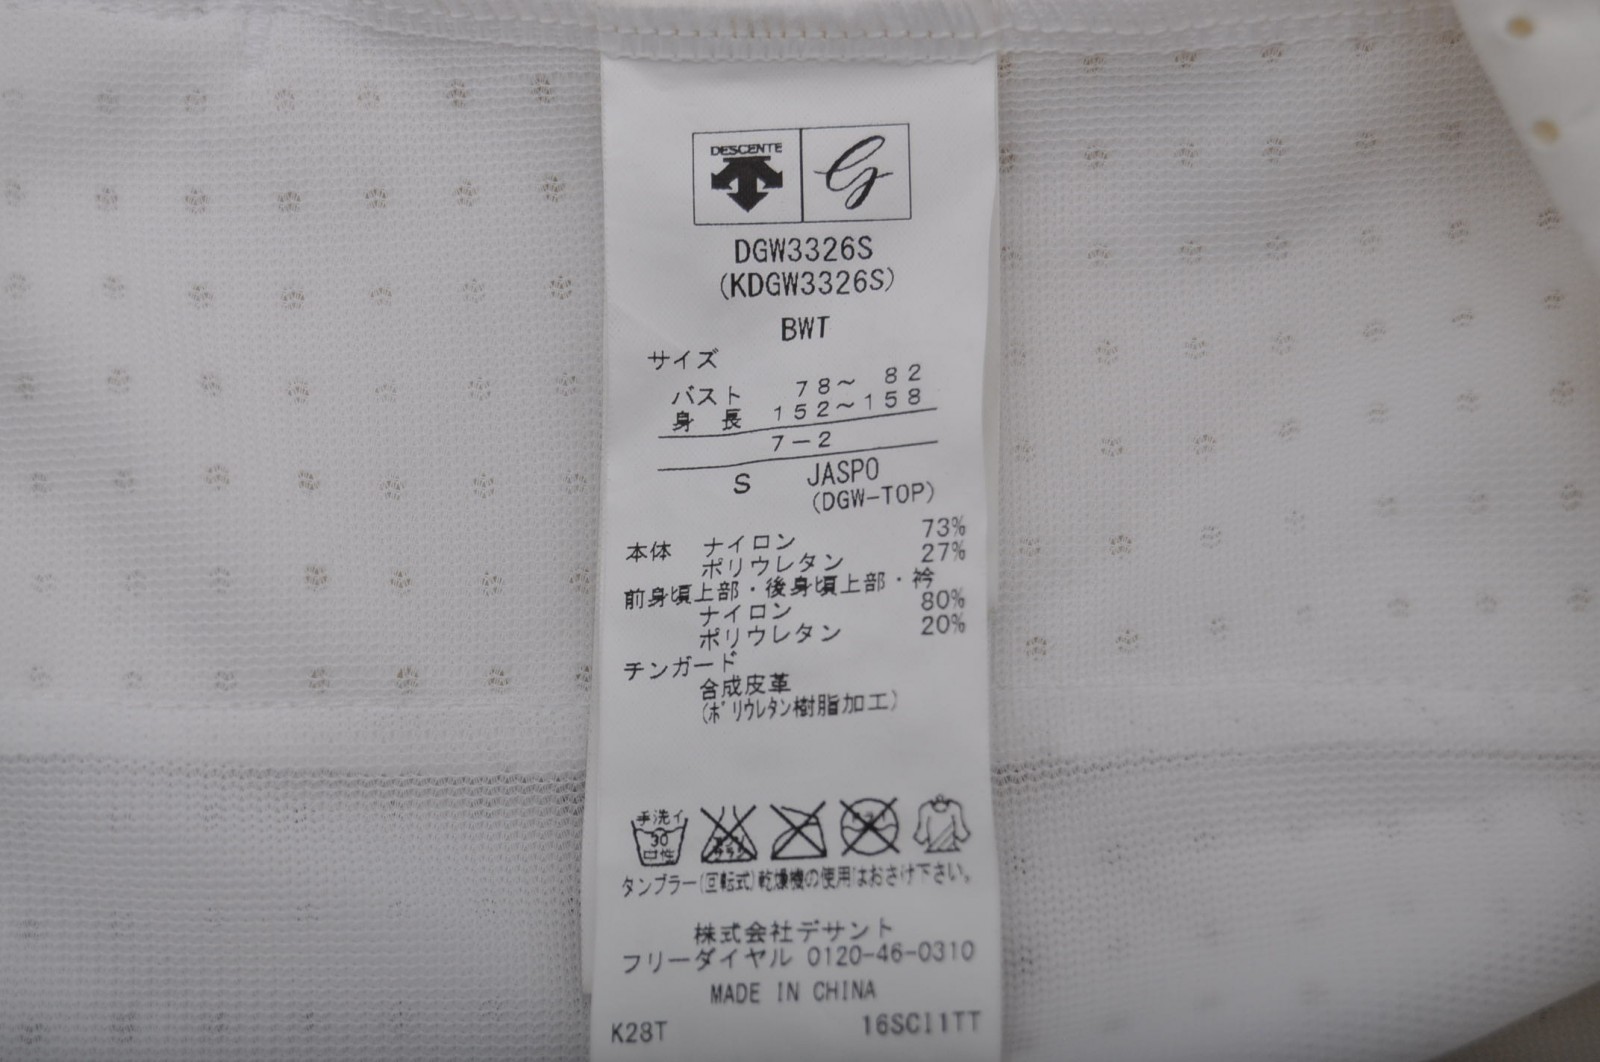 DESCENTE
DGW3326S
(KDGW3326S)
BWT
サイズ
バスト 78～ 82
身 長 152～158
7－2
S JASPO
(DGW-TOP)
本体 ナイロン 73%
ポリウレタン 27%
前身頃上部・後身頃上部・衿
ナイロン 80%
ポリウレタン 20%
チンガード
合成皮革
(ポリウレタン樹脂加工)
手洗イ
30
中性
タンブラー(回転式)乾燥機の使用はおさけ下さい。
株式会社デサント
フリーダイヤル 0120-46-0310
MADE IN CHINA
K28T 16SCI1TT